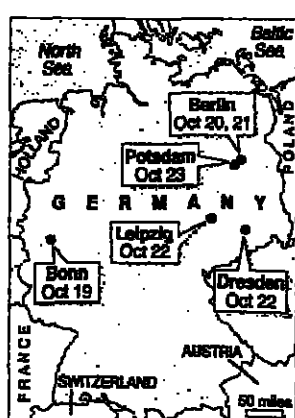 North
Sea
Baltic
Sea
HOLLAND
POLAND
Berlin
Oct 20, 21
Potsdam
Oct 23
GERMANY
Leipzig
Oct 22
Bonn
Oct 19
Dresden
Oct 22
FRANCE
AUSTRIA
SWITZERLAND
50 miles